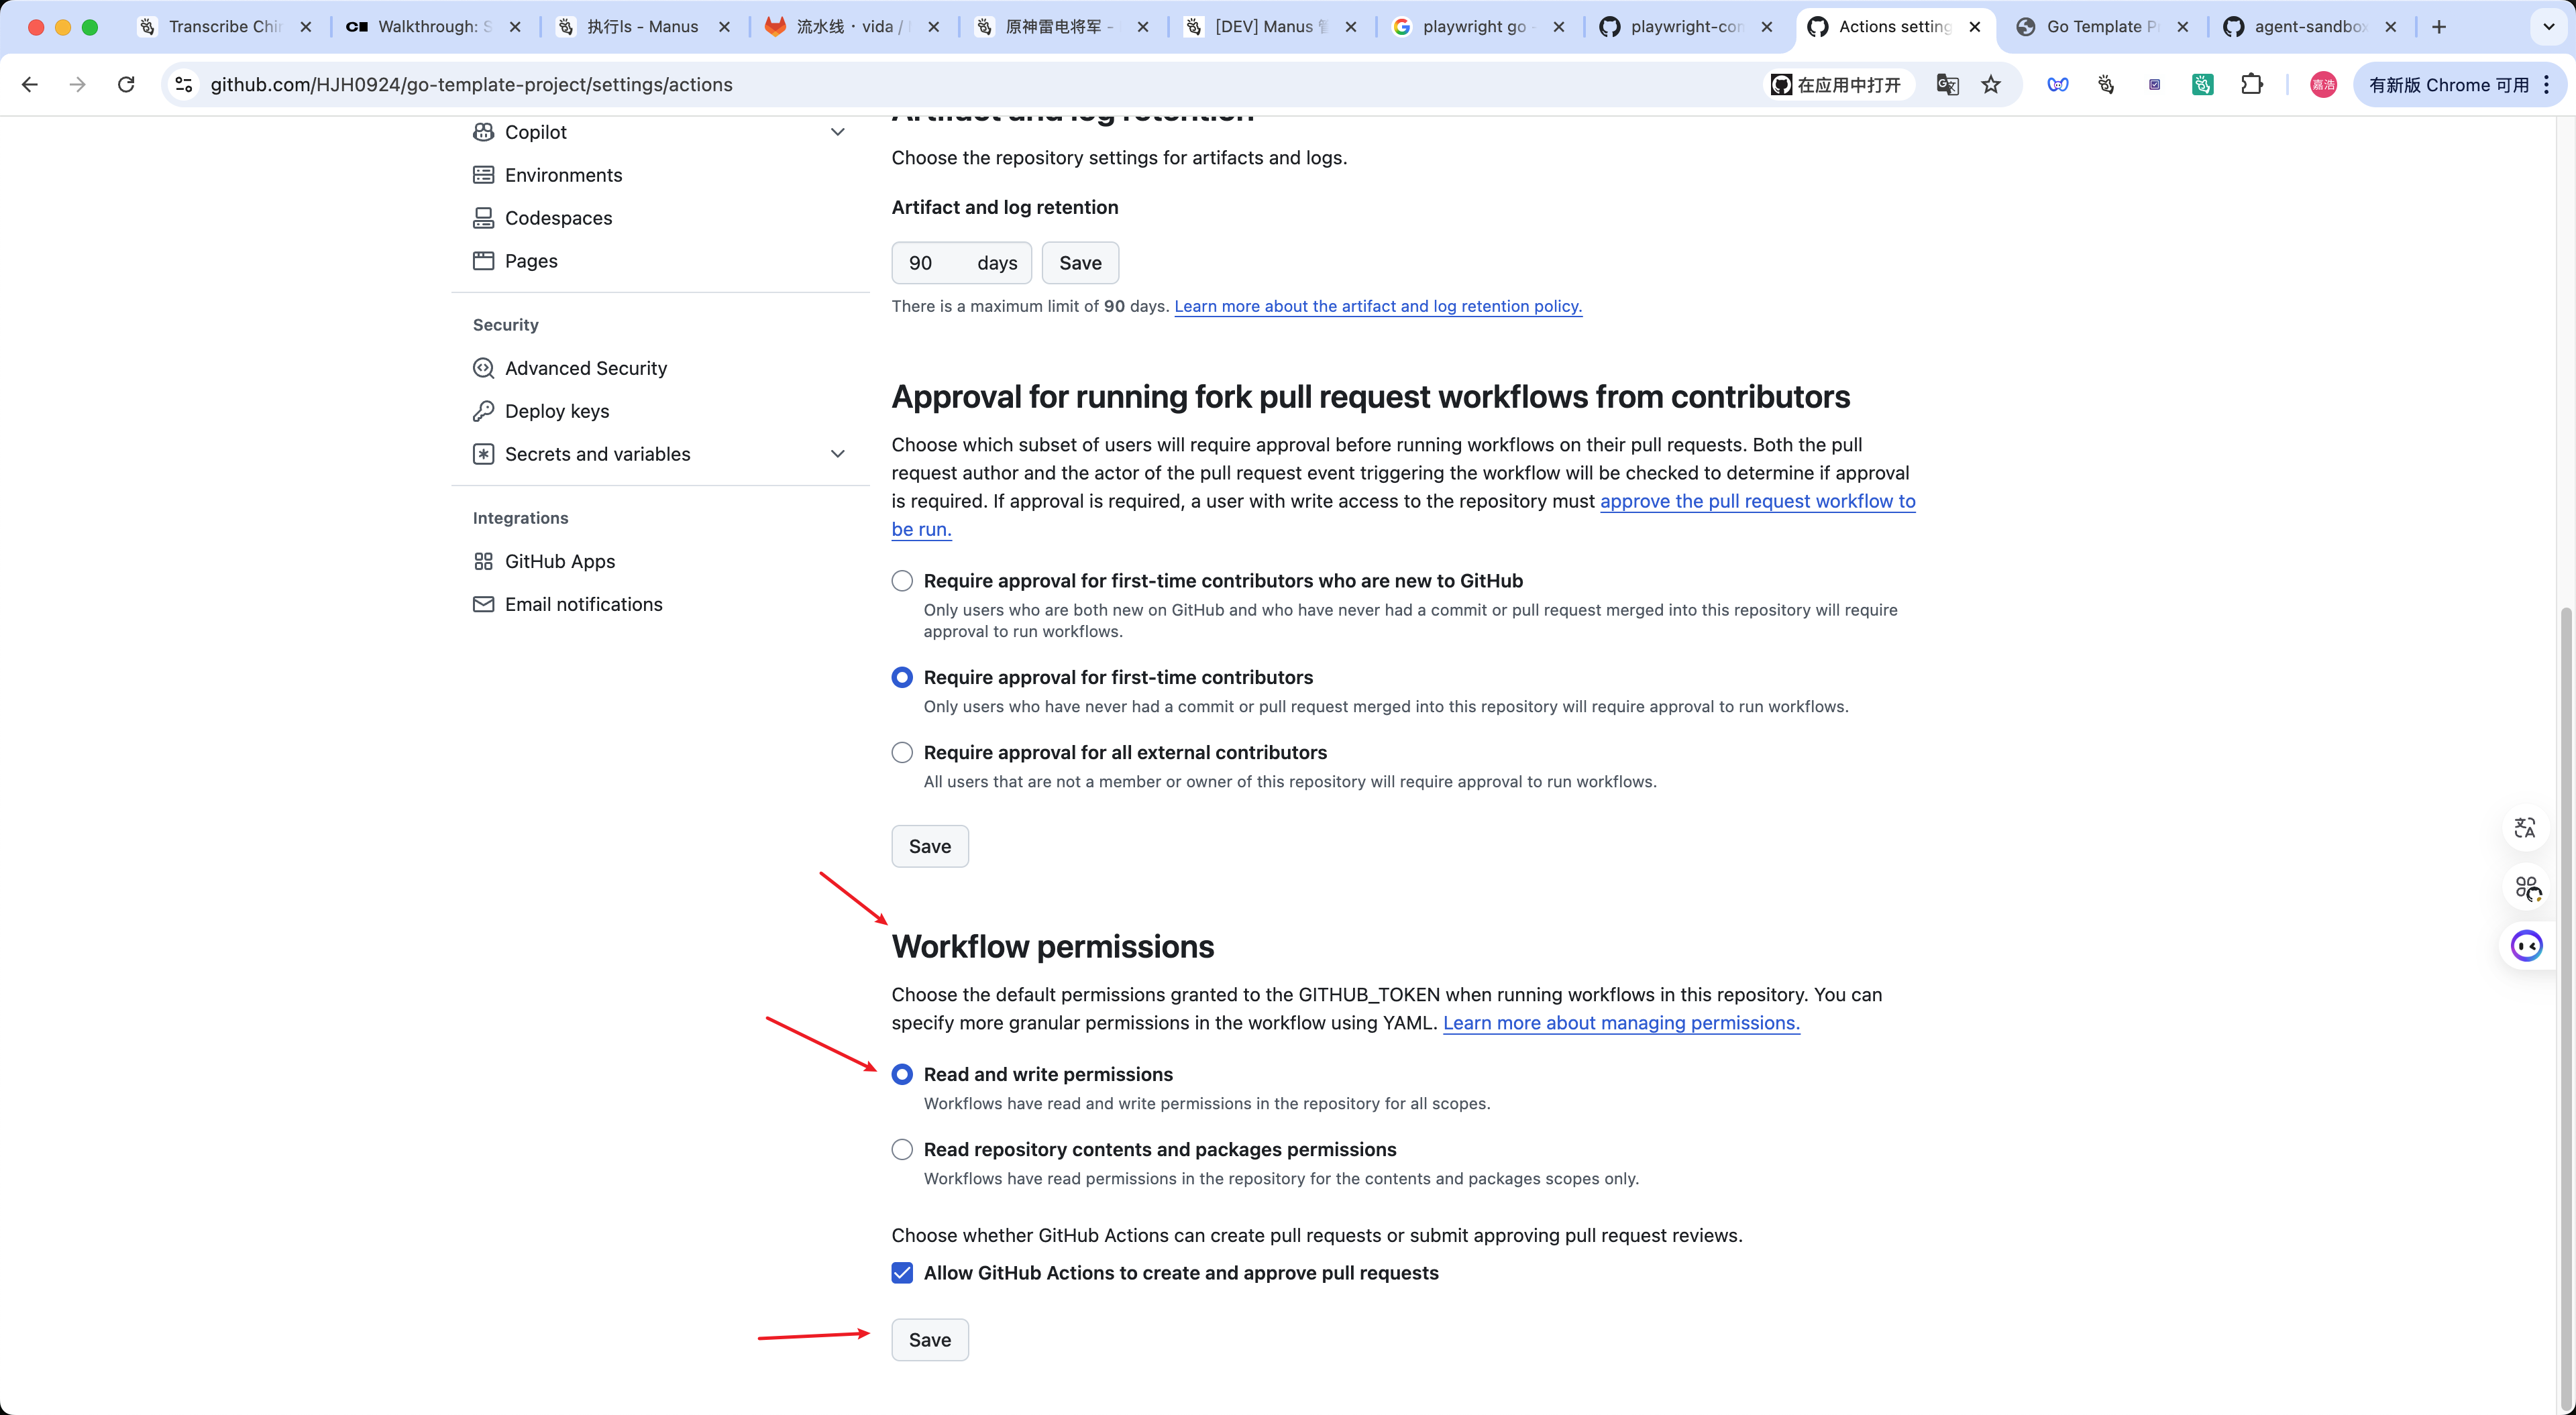 Transcribe Chi
Walkthrough: S
执行ls - Manus
流水线 · vida /
原神雷电将军 -
[DEV] Manus
playwright go -
playwright-con
Actions setting
Go Template P
agent-sandbox
github.com/HJH0924/go-template-project/settings/actions
在应用中打开
嘉浩
有新版 Chrome 可用
Copilot
Environments
Codespaces
Pages
Security
Advanced Security
Deploy keys
Secrets and variables
Integrations
GitHub Apps
Email notifications
Artifact and log retention
Choose the repository settings for artifacts and logs.
Artifact and log retention
90 days Save
There is a maximum limit of 90 days. Learn more about the artifact and log retention policy.
Approval for running fork pull request workflows from contributors
Choose which subset of users will require approval before running workflows on their pull requests. Both the pull
request author and the actor of the pull request event triggering the workflow will be checked to determine if approval
is required. If approval is required, a user with write access to the repository must approve the pull request workflow to
be run.
Require approval for first-time contributors who are new to GitHub
Only users who are both new on GitHub and who have never had a commit or pull request merged into this repository will require
approval to run workflows.
Require approval for first-time contributors
Only users who have never had a commit or pull request merged into this repository will require approval to run workflows.
Require approval for all external contributors
All users that are not a member or owner of this repository will require approval to run workflows.
Save
Workflow permissions
Choose the default permissions granted to the GITHUB_TOKEN when running workflows in this repository. You can
specify more granular permissions in the workflow using YAML. Learn more about managing permissions.
Read and write permissions
Workflows have read and write permissions in the repository for all scopes.
Read repository contents and packages permissions
Workflows have read permissions in the repository for the contents and packages scopes only.
Choose whether GitHub Actions can create pull requests or submit approving pull request reviews.
Allow GitHub Actions to create and approve pull requests
Save